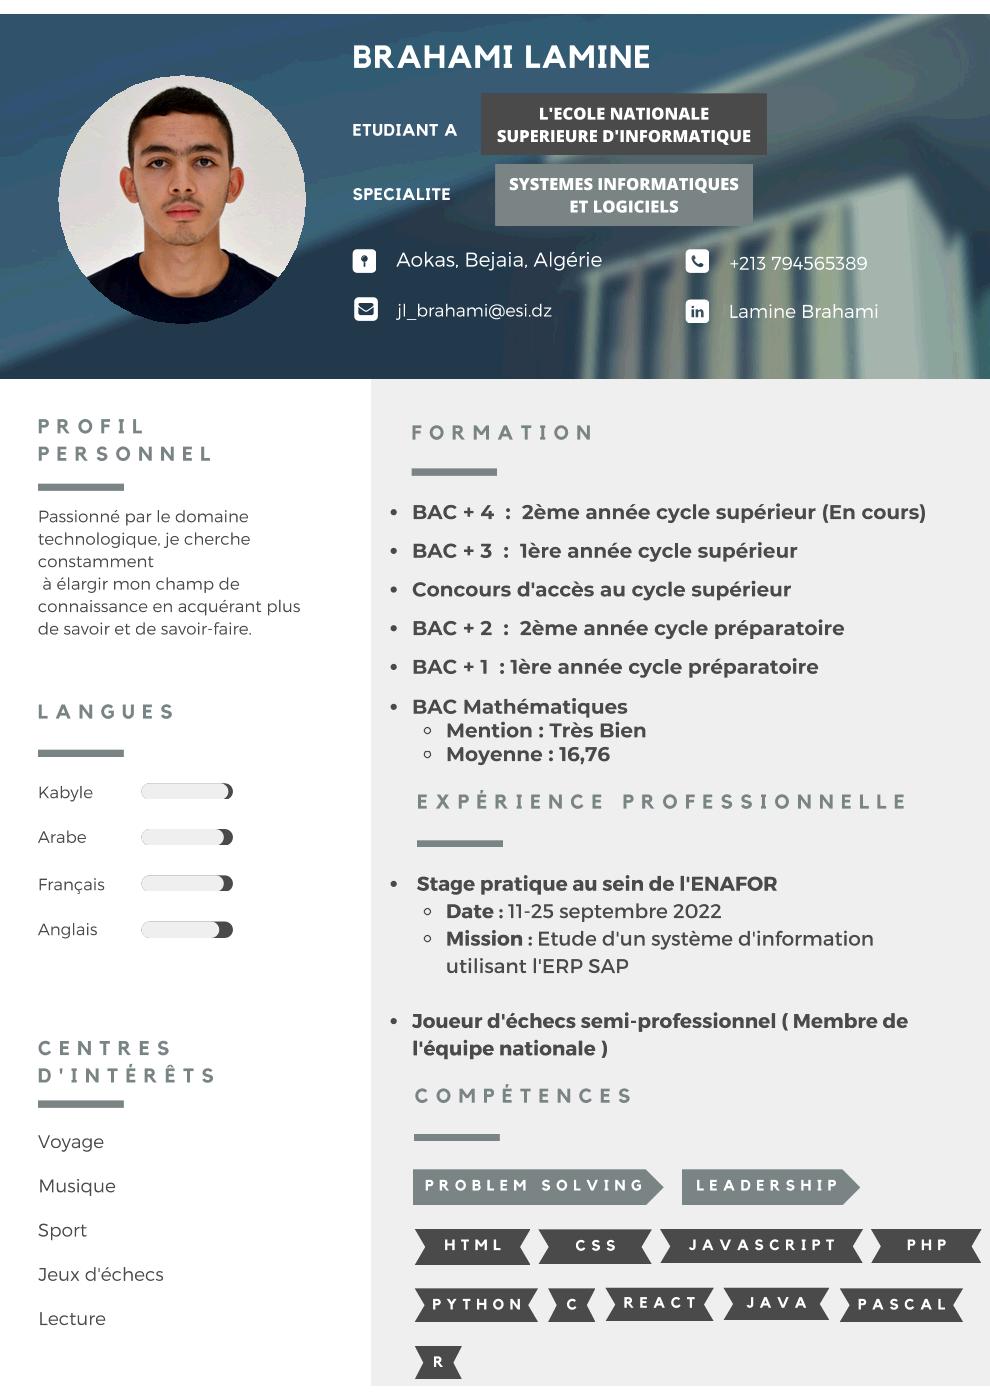 BRAHAMI LAMINE
ETUDIANT A
L'ECOLE NATIONALE
SUPERIEURE D'INFORMATIQUE
SPECIALITE
SYSTEMES INFORMATIQUES
ET LOGICIELS
Aokas, Bejaia, Algérie
+213 794565389
jl_brahami@esi.dz
in
Lamine Brahami
PROFIL
PERSONNEL
Passionné par le domaine
technologique, je cherche
constamment
à élargir mon champ de
connaissance en acquérant plus
de savoir et de savoir-faire.
LANGUES
Kabyle
Arabe
Français
Anglais
CENTRES
D'INTÉRÊTS
Voyage
Musique
Sport
Jeux d'échecs
Lecture
FORMATION
• BAC + 4 : 2ème année cycle supérieur (En cours)
• BAC + 3 : 1ère année cycle supérieur
• Concours d'accès au cycle supérieur
• BAC + 2 : 2ème année cycle préparatoire
• BAC + 1 : 1ère année cycle préparatoire
• BAC Mathématiques
◦ Mention : Très Bien
◦ Moyenne : 16,76
EXPÉRIENCE PROFESSIONNELLE
• Stage pratique au sein de l'ENAFOR
◦ Date : 11-25 septembre 2022
◦ Mission : Etude d'un système d'information
utilisant l'ERP SAP
• Joueur d'échecs semi-professionnel ( Membre de
l'équipe nationale )
COMPÉTENCES
PROBLEM SOLVING LEADERSHIP
HTML CSS JAVASCRIPT PHP
PYTHON C REACT JAVA PASCAL
R